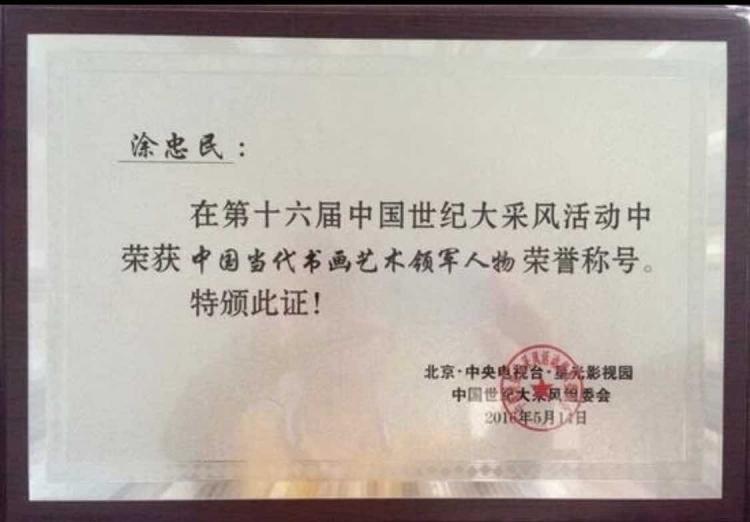 涂忠民：
在第十六届中国世纪大采风活动中
荣获中国当代书画艺术领军人物荣誉称号。
特颁此证！
北京·中央电视台·星光影视园
中国世纪大采风组委会
2016年5月14日